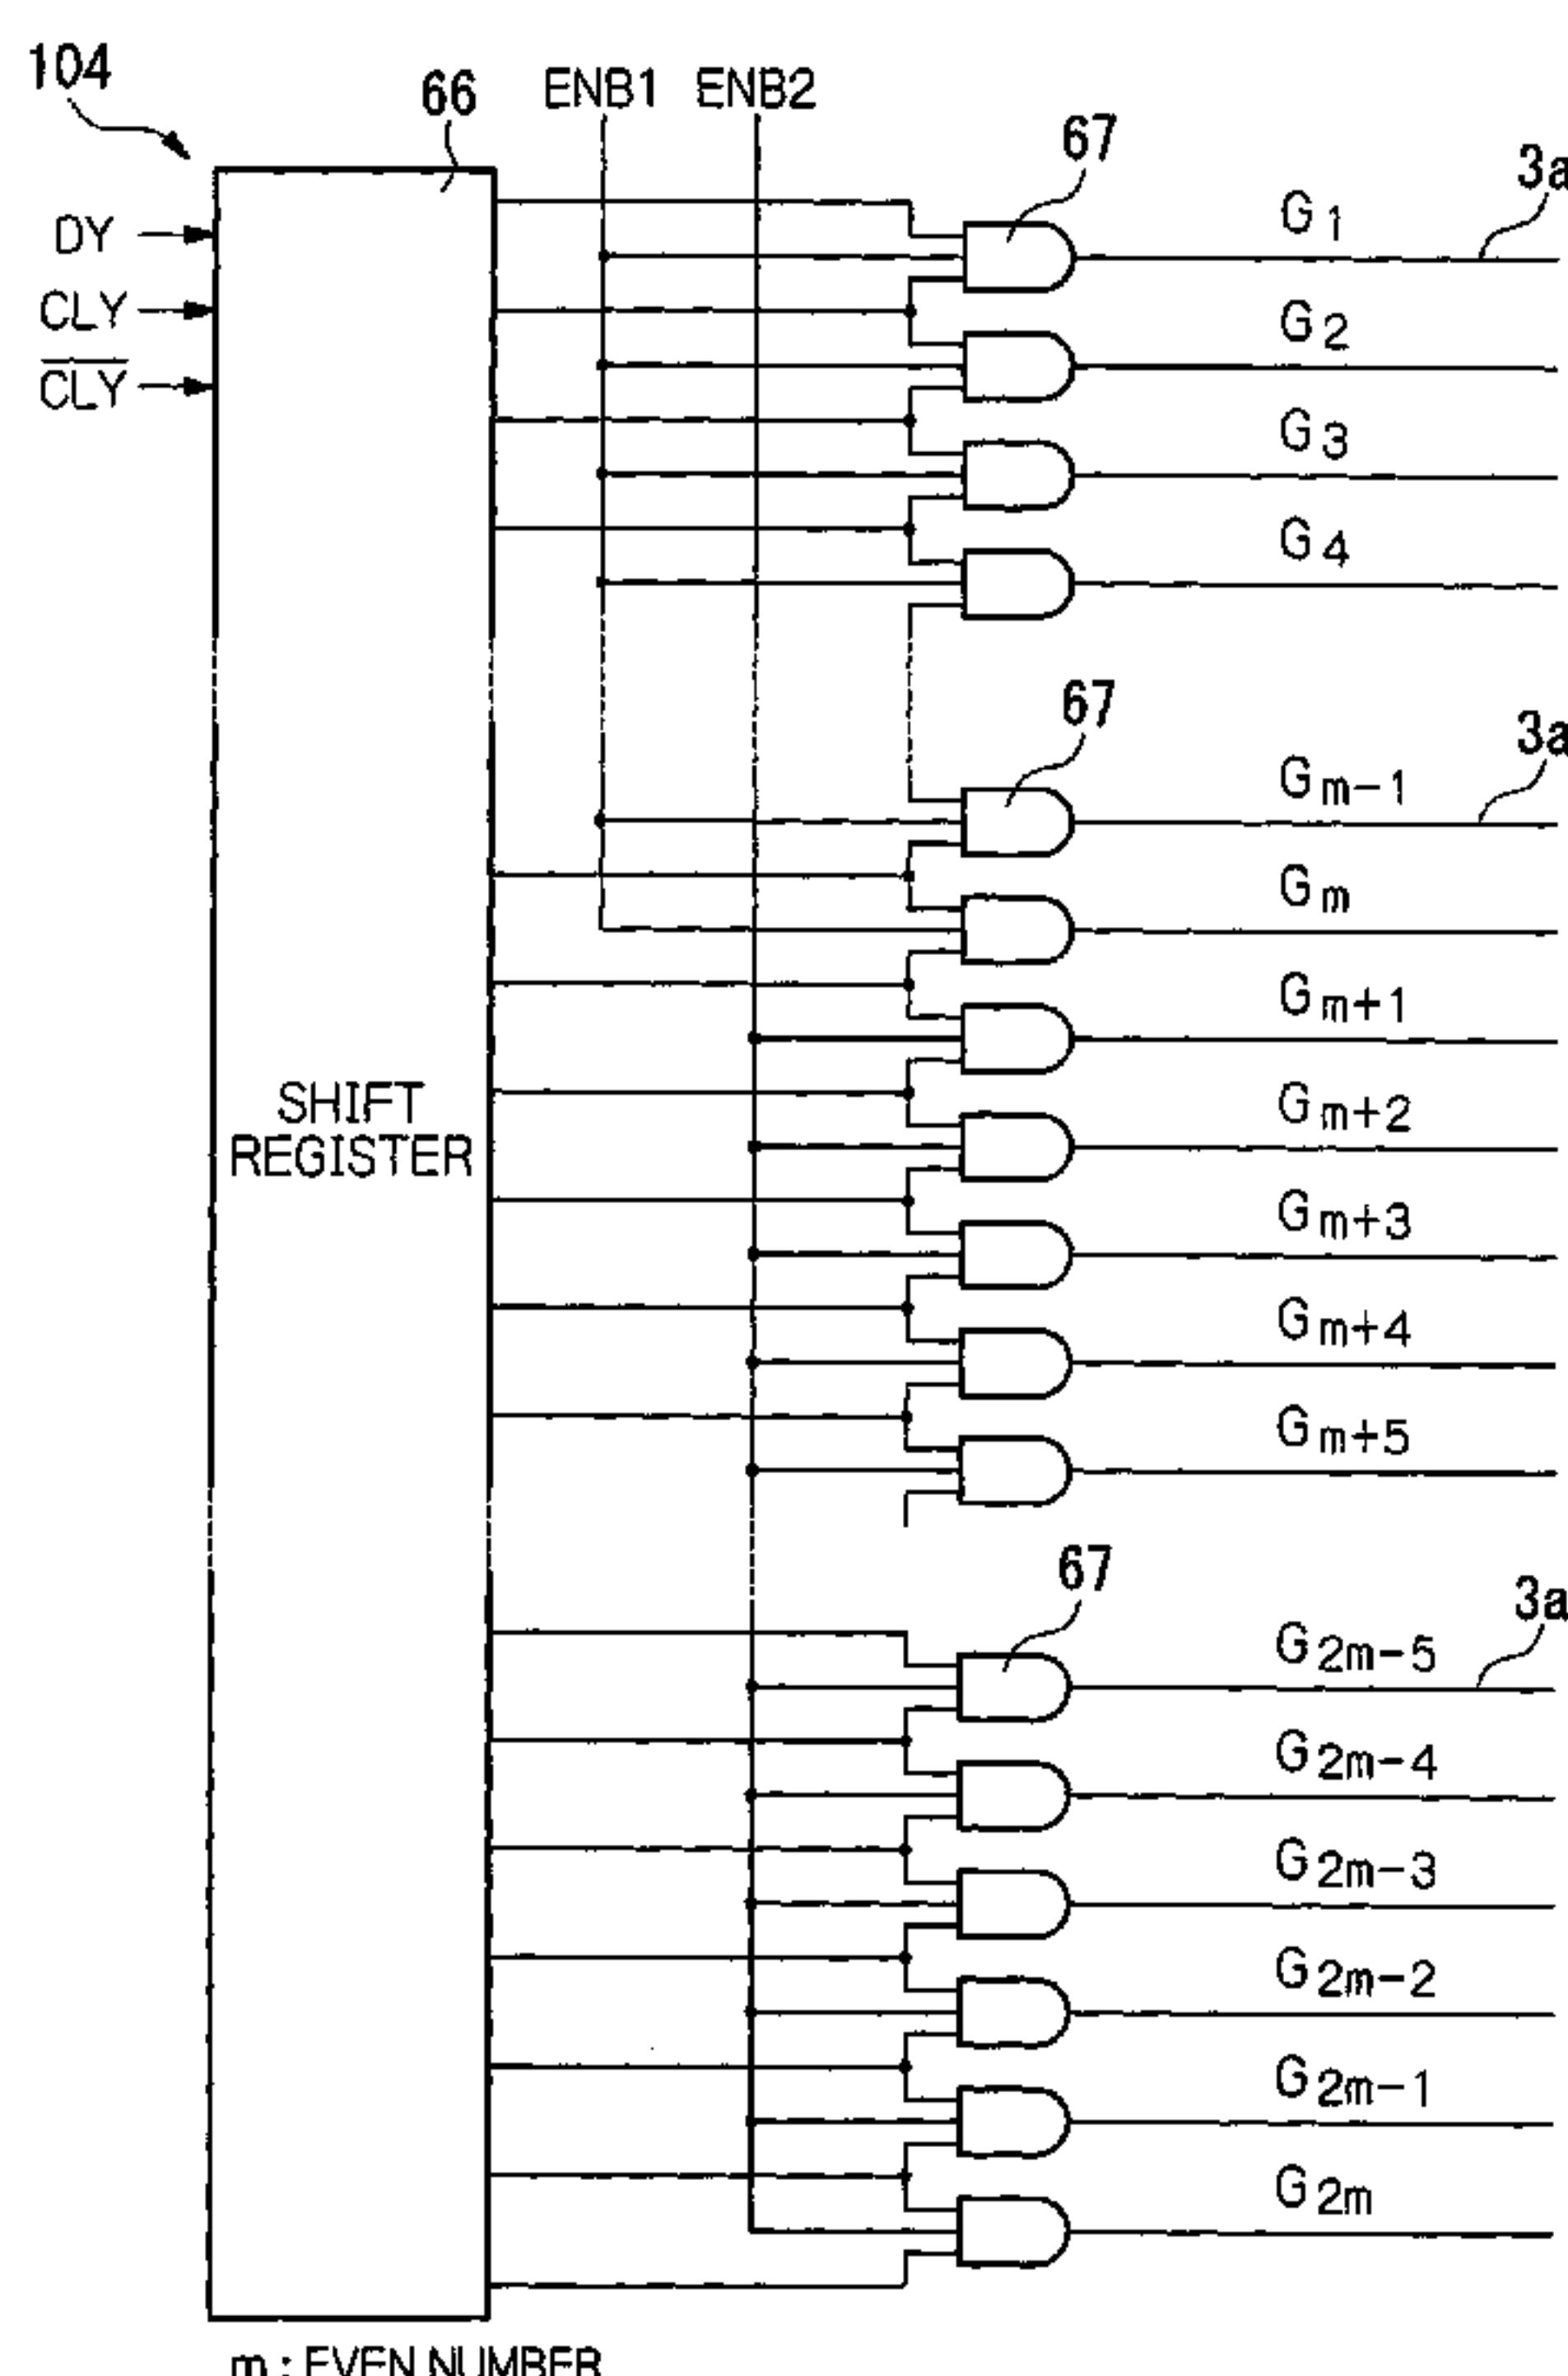 104
66 ENB1 ENB2
67
3a
DY
G1
CLY
G2
C̅L̅Y̅
G3
G4
67
3a
Gm-1
Gm
Gm+1
SHIFT
REGISTER
Gm+2
Gm+3
Gm+4
Gm+5
67
3a
G2m-5
G2m-4
G2m-3
G2m-2
G2m-1
G2m
m : EVEN NUMBER